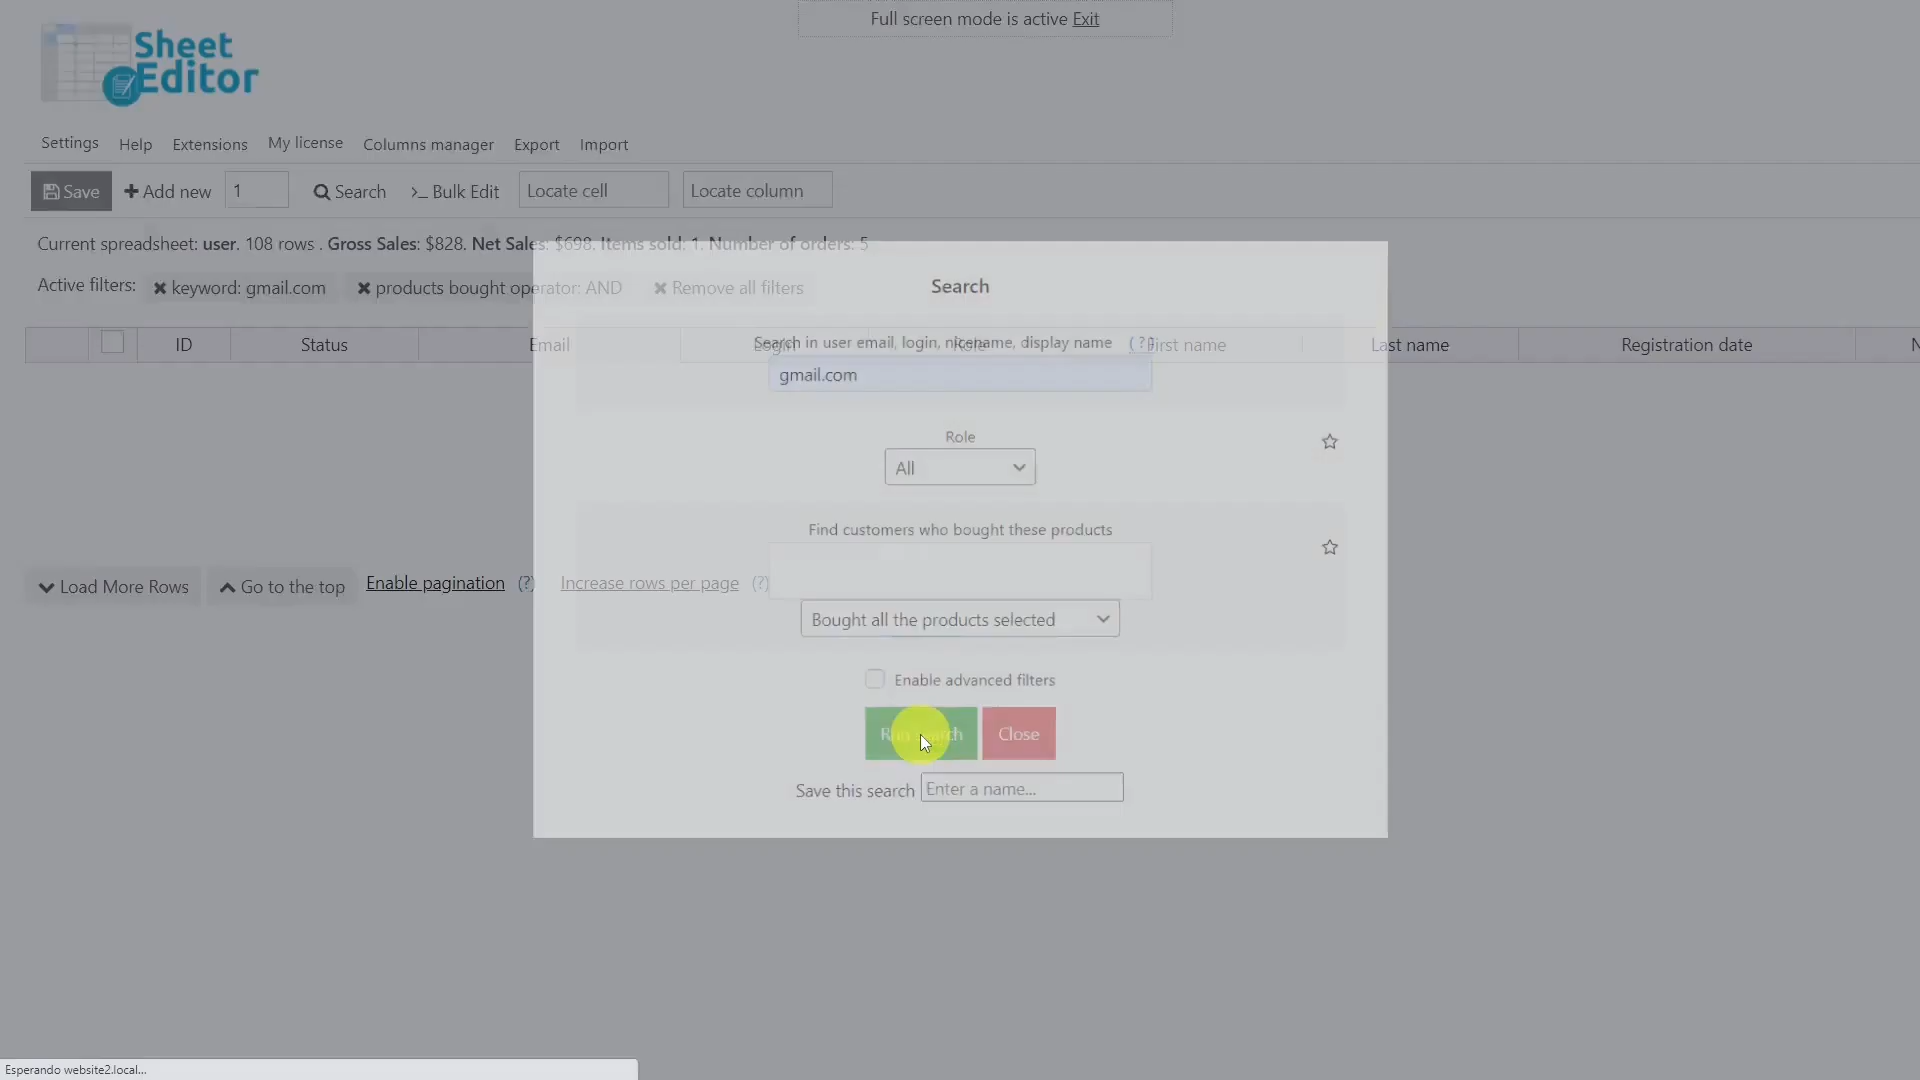 Full screen mode is active Exit
Sheet
Editor
Settings Help Extensions My license Columns manager Export Import
Save Add new 1 Search >_ Bulk Edit Locate cell Locate column
Current spreadsheet: user. 108 rows . Gross Sales: $828. Net Sales: $698. Items sold: 1. Number of orders: 5
Active filters: keyword: gmail.com products bought operator: AND Remove all filters
Search
ID Status Email Login Role First name Last name Registration date N
Search in user email, login, nicename, display name (?)
gmail.com
Role
All
Find customers who bought these products
Load More Rows Go to the top Enable pagination (?) Increase rows per page (?)
Bought all the products selected
Enable advanced filters
Run search Close
Save this search Enter a name...
Esperando website2.local...